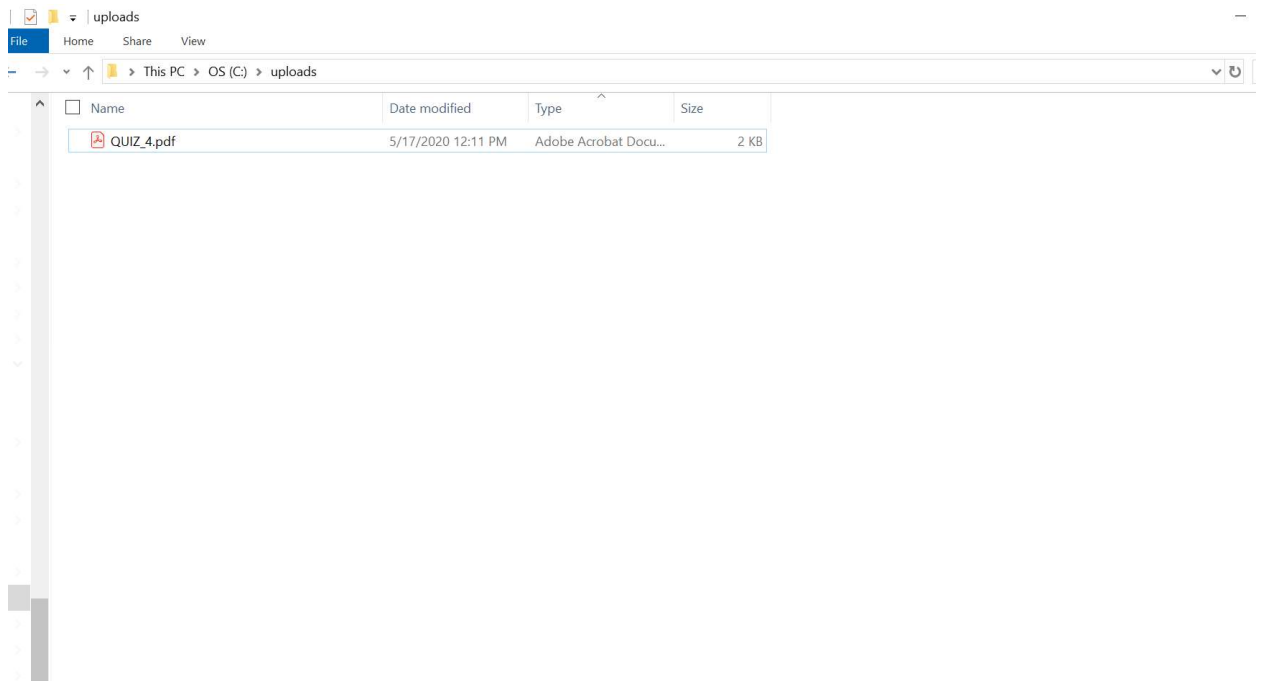 uploads
File Home Share View
This PC > OS (C:) > uploads
Name Date modified Type Size
QUIZ_4.pdf 5/17/2020 12:11 PM Adobe Acrobat Docu... 2 KB